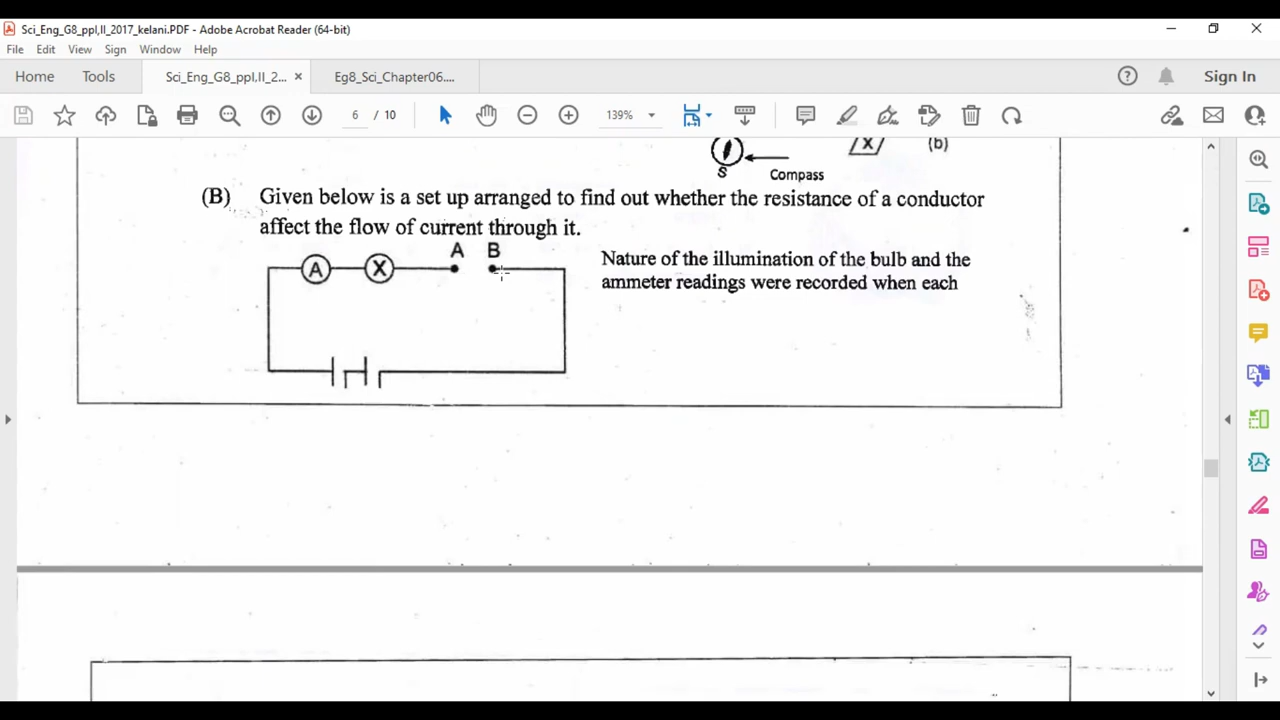 Sci_Eng_G8_ppl,II_2017_kelani.PDF - Adobe Acrobat Reader (64-bit)
File Edit View Sign Window Help
Home Tools Sci_Eng_G8_ppl,II_2... × Eg8_Sci_Chapter06.... Sign In
6 / 10 139%
X (b)
S Compass
(B) Given below is a set up arranged to find out whether the resistance of a conductor
affect the flow of current through it.
A B
A X
Nature of the illumination of the bulb and the
ammeter readings were recorded when each